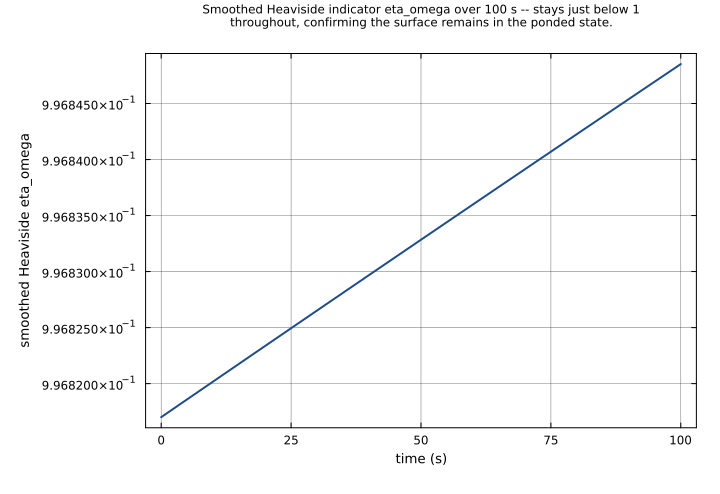 Smoothed Heaviside indicator eta_omega over 100 s -- stays just below 1
throughout, confirming the surface remains in the ponded state.
9.968450×10⁻¹
9.968400×10⁻¹
9.968350×10⁻¹
9.968300×10⁻¹
9.968250×10⁻¹
9.968200×10⁻¹
smoothed Heaviside eta_omega
0 25 50 75 100
time (s)